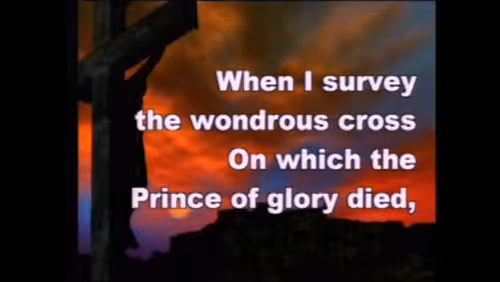 When I survey
the wondrous cross
On which the
Prince of glory died,